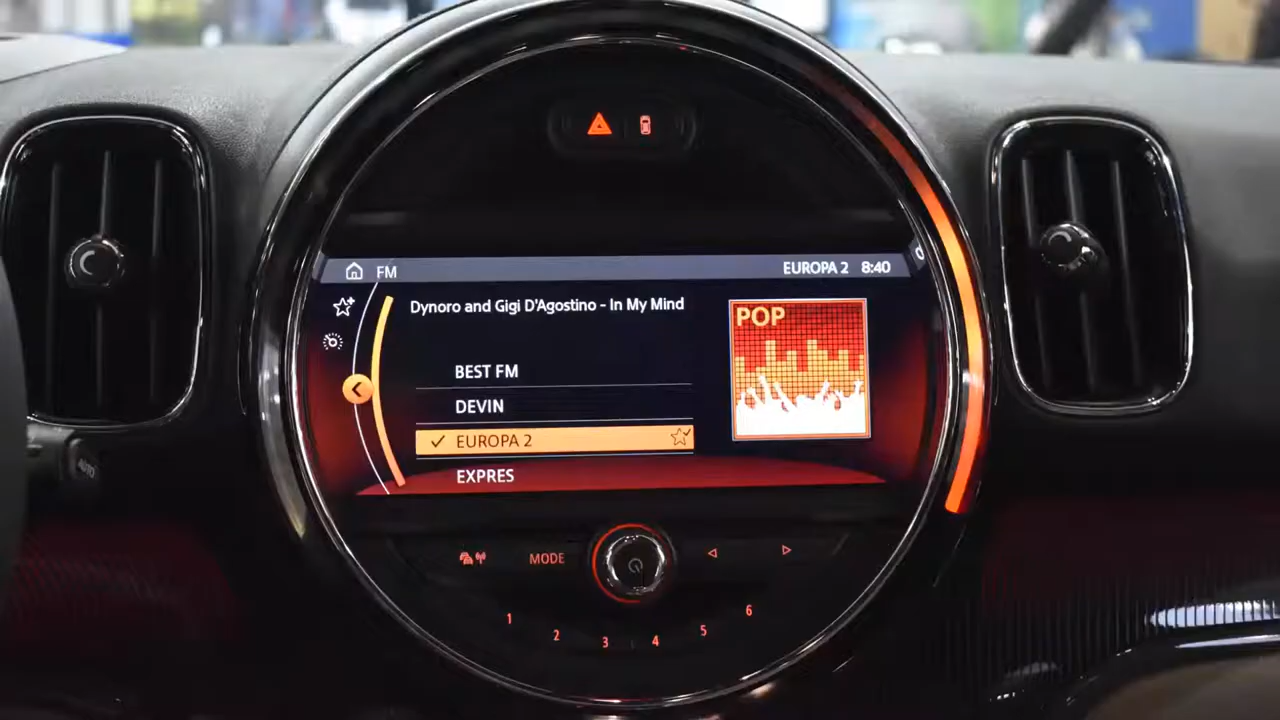 FM EUROPA 2 8:40
Dynoro and Gigi D'Agostino - In My Mind
POP
BEST FM
DEVIN
EUROPA 2
EXPRES
MODE
1 2 3 4 5 6
AUTO